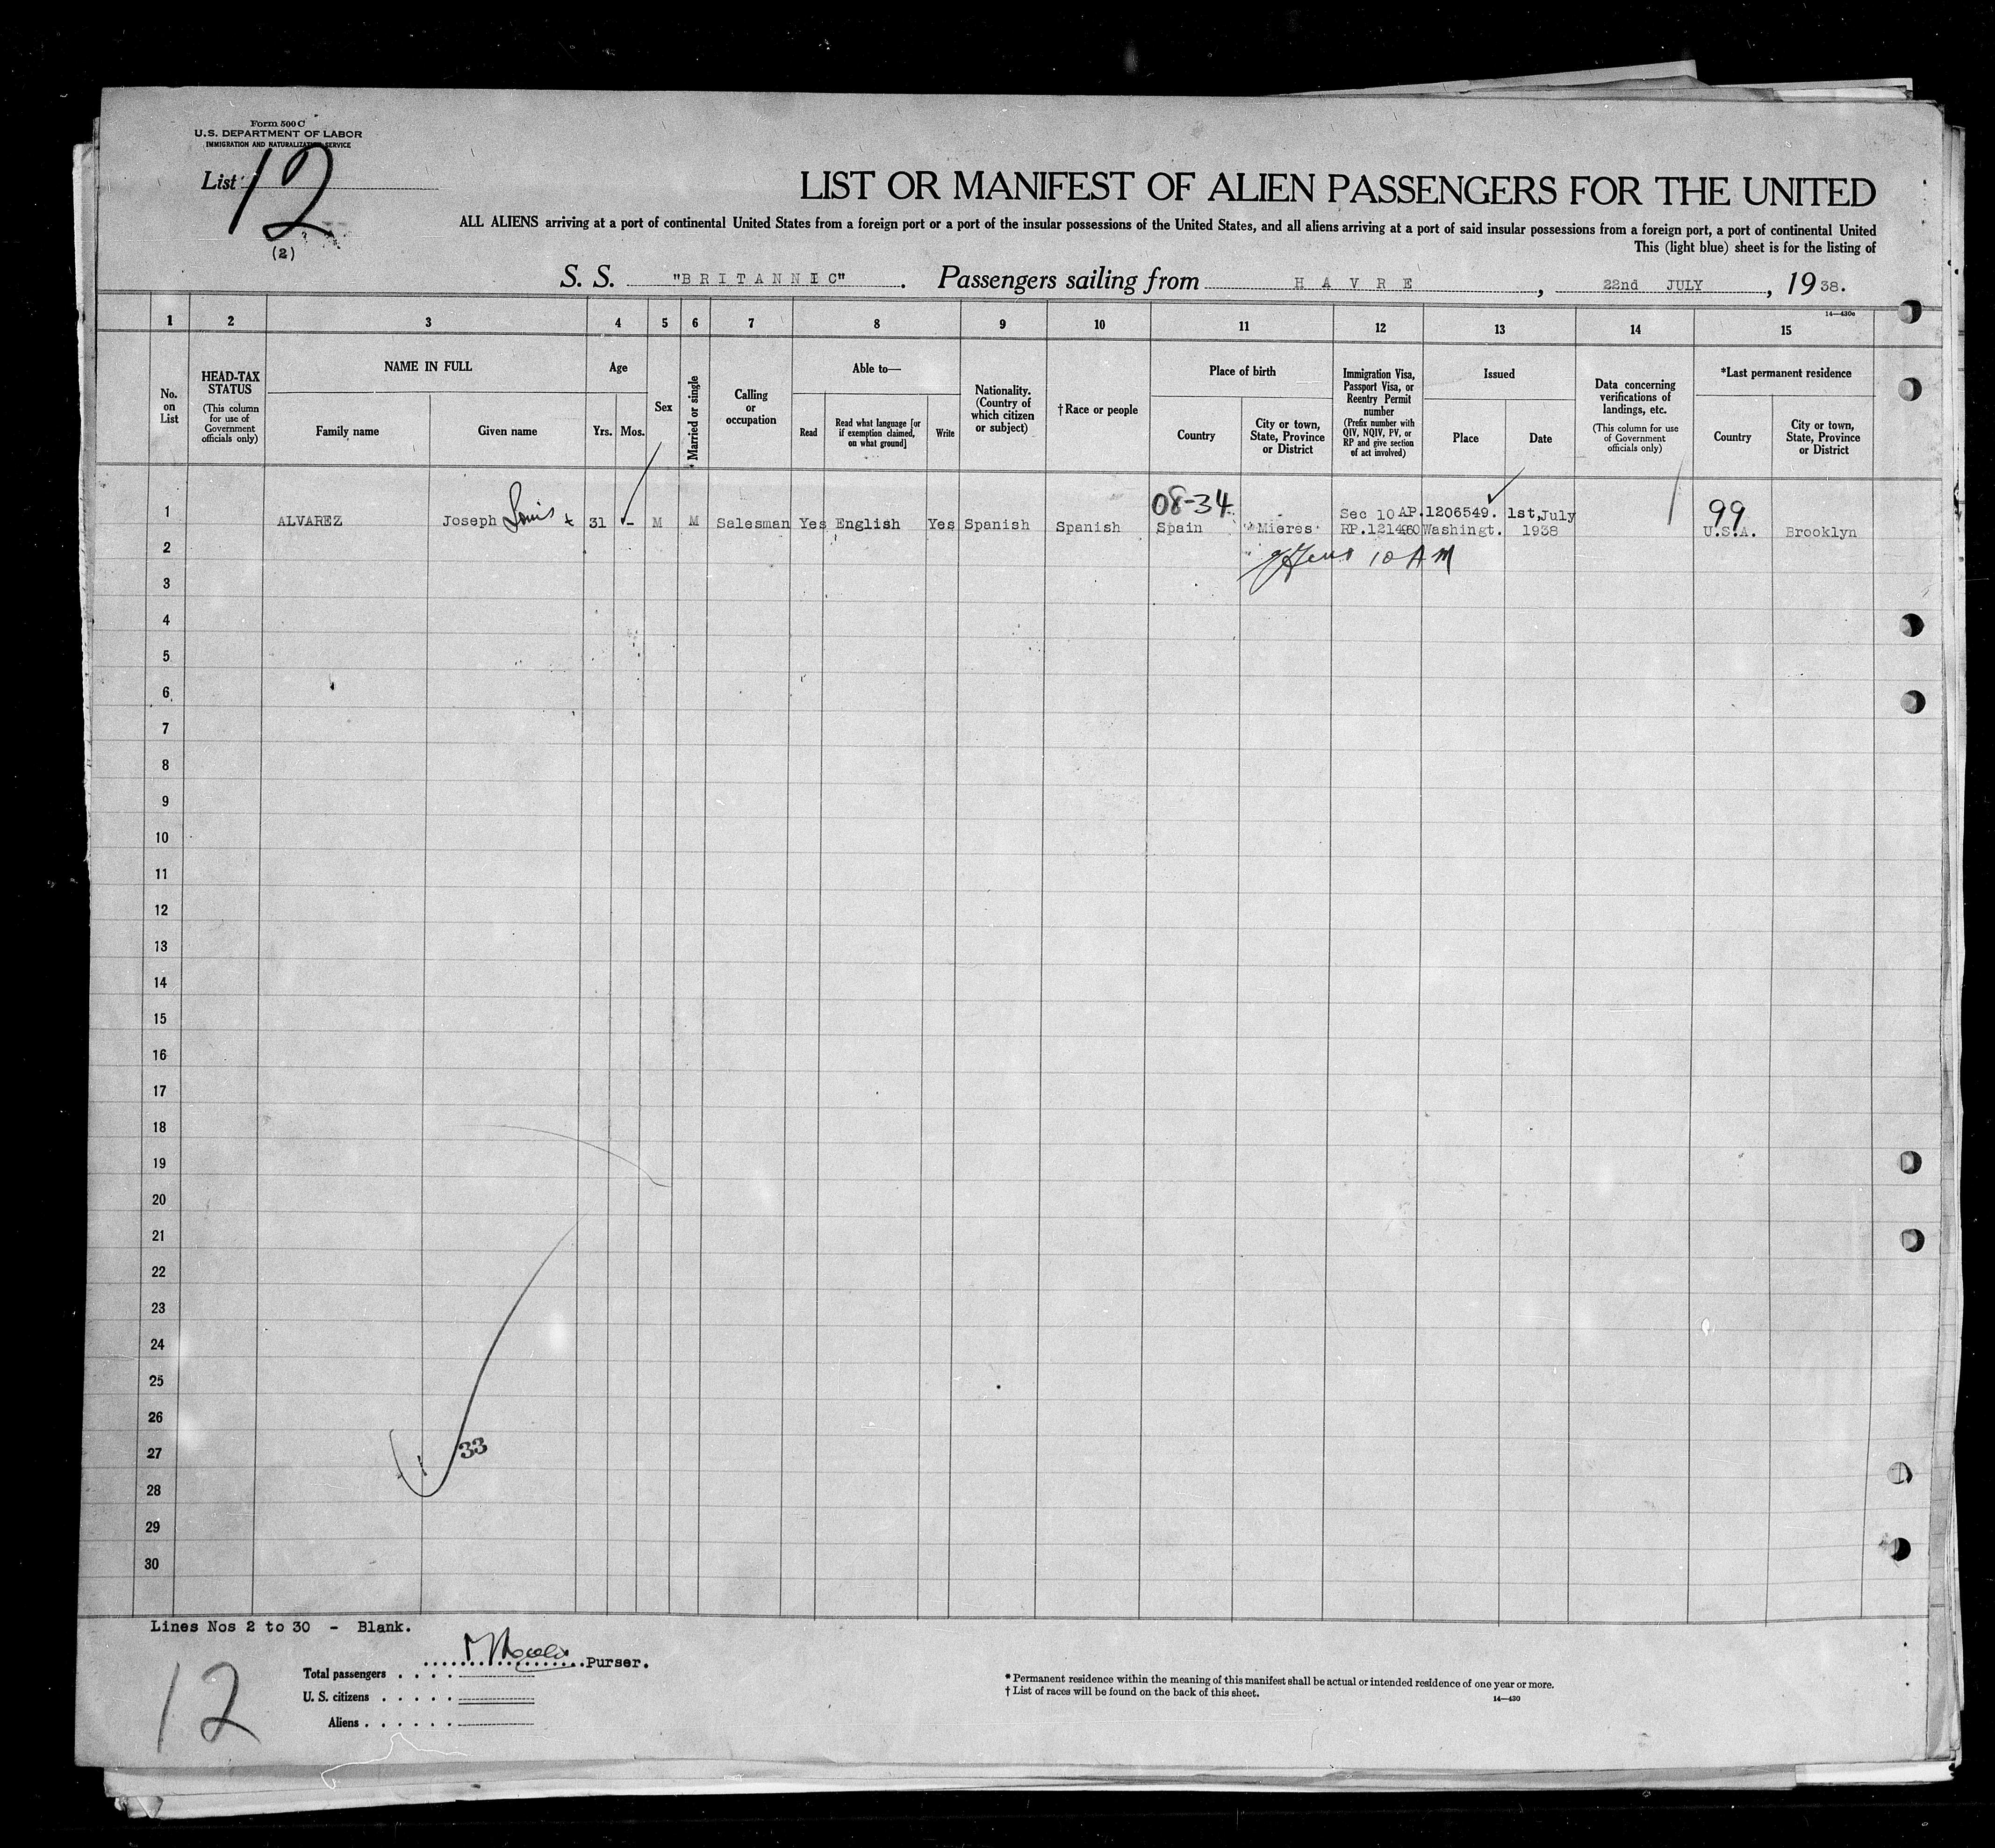 Form 500 C
U.S. DEPARTMENT OF LABOR
IMMIGRATION AND NATURALIZATION SERVICE
List 12
(2)
LIST OR MANIFEST OF ALIEN PASSENGERS FOR THE UNITED
ALL ALIENS arriving at a port of continental United States from a foreign port or a port of the insular possessions of the United States, and all aliens arriving at a port of said insular possessions from a foreign port, a port of continental United
This (light blue) sheet is for the listing of
S. S. "BRITANNIC". Passengers sailing from HAVRE, 22nd JULY, 1938.
14—430c
1 2 3 4 5 6 7 8 9 10 11 12 13 14 15
No. on List
HEAD-TAX STATUS
(This column for use of Government officials only)
NAME IN FULL
Family name
Given name
Age
Yrs.
Mos.
Sex
* Married or single
Calling or occupation
Able to—
Read
Read what language [or if exemption claimed, on what ground]
Write
Nationality. (Country of which citizen or subject)
†Race or people
Place of birth
Country
City or town, State, Province or District
Immigration Visa, Passport Visa, or Reentry Permit number
(Prefix number with QIV, NQIV, PV, or RP and give section of act involved)
Issued
Place
Date
Data concerning verifications of landings, etc.
(This column for use of Government officials only)
*Last permanent residence
Country
City or town, State, Province or District
08-34
99
1 ALVAREZ Joseph Louis x 31 - M M Salesman Yes English Yes Spanish Spanish Spain Mieres Sec 10 AP.1206549. 1st,July
RP.121460 Washingt. 1938 U.S.A. Brooklyn
2
10 AM
3
4
5
6
7
8
9
10
11
12
13
14
15
16
17
18
19
20
21
22
23
24
25
26
27
33
28
29
30
Lines Nos 2 to 30 - Blank.
Purser.
12
Total passengers
U. S. citizens
Aliens
* Permanent residence within the meaning of this manifest shall be actual or intended residence of one year or more.
† List of races will be found on the back of this sheet.
14—430